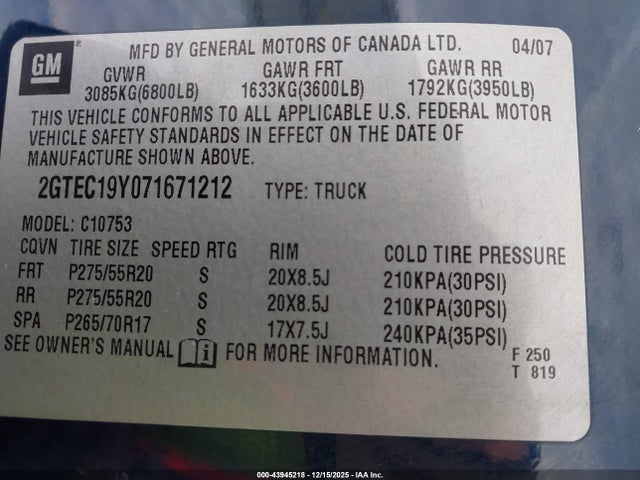 GM ® MFD BY GENERAL MOTORS OF CANADA LTD. 04/07
GVWR GAWR FRT GAWR RR
3085KG(6800LB) 1633KG(3600LB) 1792KG(3950LB)
THIS VEHICLE CONFORMS TO ALL APPLICABLE U.S. FEDERAL MOTOR
VEHICLE SAFETY STANDARDS IN EFFECT ON THE DATE OF
MANUFACTURE SHOWN ABOVE.
2GTEC19Y071671212 TYPE: TRUCK
MODEL: C10753
CQVN TIRE SIZE SPEED RTG RIM COLD TIRE PRESSURE
FRT P275/55R20 S 20X8.5J 210KPA(30PSI)
RR P275/55R20 S 20X8.5J 210KPA(30PSI)
SPA P265/70R17 S 17X7.5J 240KPA(35PSI)
SEE OWNER'S MANUAL FOR MORE INFORMATION.
F 250
T 819
000-43945218 - 12/15/2025 - IAA Inc.